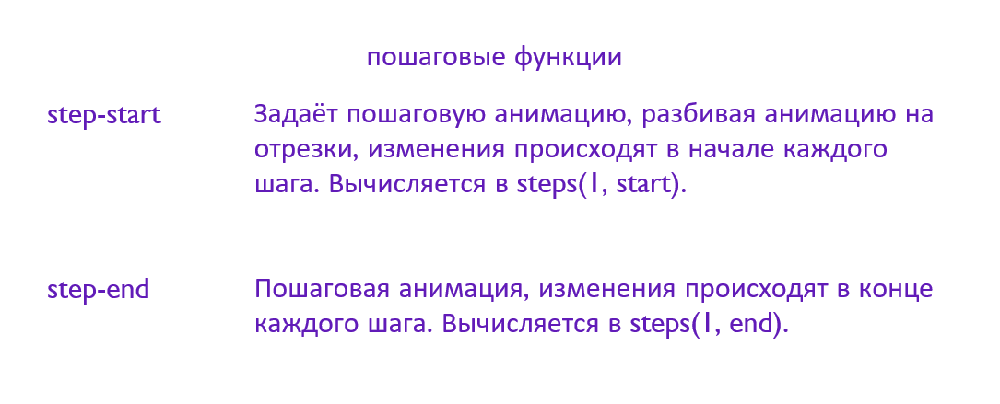 пошаговые функции
step-start
Задаёт пошаговую анимацию, разбивая анимацию на
отрезки, изменения происходят в начале каждого
шага. Вычисляется в steps(1, start).
step-end
Пошаговая анимация, изменения происходят в конце
каждого шага. Вычисляется в steps(1, end).